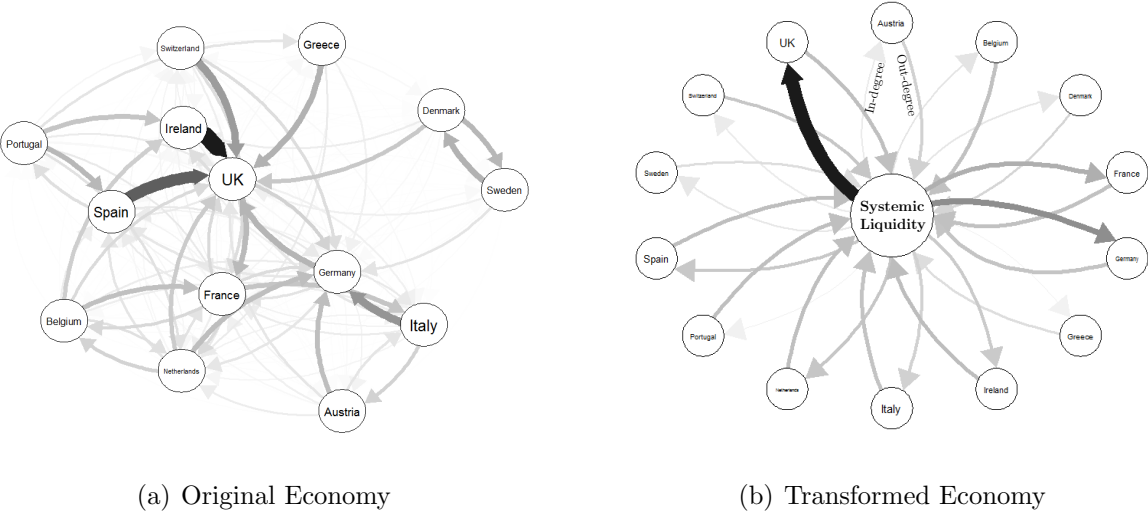 Switzerland
Greece
Denmark
Ireland
Portugal
UK
Sweden
Spain
Germany
France
Belgium
Italy
Netherlands
Austria
(a) Original Economy
Austria
UK
Belgium
In-degree
Out-degree
Switzerland
Denmark
Sweden
France
Systemic
Liquidity
Spain
Germany
Portugal
Greece
Netherlands
Ireland
Italy
(b) Transformed Economy